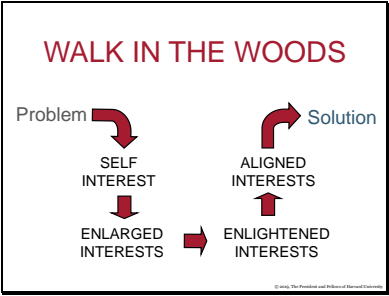 WALK IN THE WOODS
Problem
SELF
INTEREST
ENLARGED
INTERESTS
ENLIGHTENED
INTERESTS
ALIGNED
INTERESTS
Solution
© 2019, The President and Fellows of Harvard University